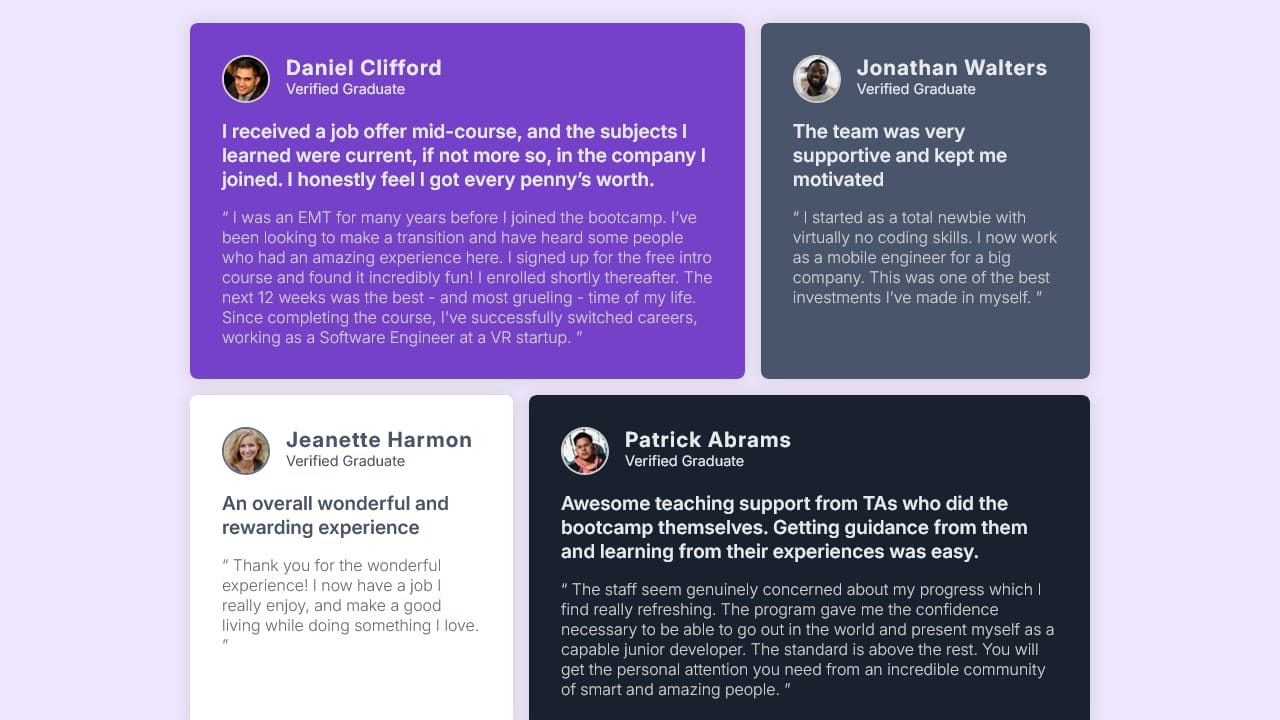 Daniel Clifford
Verified Graduate
I received a job offer mid-course, and the subjects I
learned were current, if not more so, in the company I
joined. I honestly feel I got every penny’s worth.
“ I was an EMT for many years before I joined the bootcamp. I’ve
been looking to make a transition and have heard some people
who had an amazing experience here. I signed up for the free intro
course and found it incredibly fun! I enrolled shortly thereafter. The
next 12 weeks was the best - and most grueling - time of my life.
Since completing the course, I’ve successfully switched careers,
working as a Software Engineer at a VR startup. ”
Jonathan Walters
Verified Graduate
The team was very
supportive and kept me
motivated
“ I started as a total newbie with
virtually no coding skills. I now work
as a mobile engineer for a big
company. This was one of the best
investments I’ve made in myself. ”
Jeanette Harmon
Verified Graduate
An overall wonderful and
rewarding experience
“ Thank you for the wonderful
experience! I now have a job I
really enjoy, and make a good
living while doing something I love.
”
Patrick Abrams
Verified Graduate
Awesome teaching support from TAs who did the
bootcamp themselves. Getting guidance from them
and learning from their experiences was easy.
“ The staff seem genuinely concerned about my progress which I
find really refreshing. The program gave me the confidence
necessary to be able to go out in the world and present myself as a
capable junior developer. The standard is above the rest. You will
get the personal attention you need from an incredible community
of smart and amazing people. ”